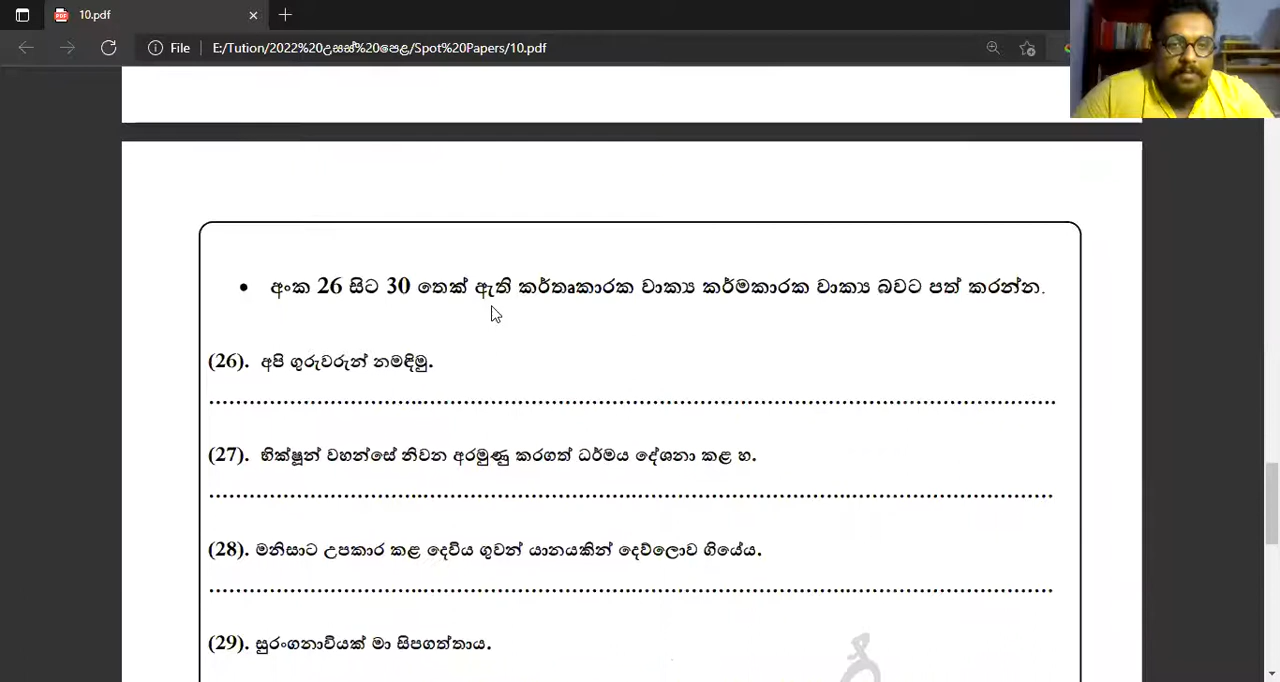 10.pdf
File E:/Tution/2022%20උසස්%20පෙළ/Spot%20Papers/10.pdf
• අංක 26 සිට 30 තෙක් ඇති කර්තෘකාරක වාක්‍ය කර්මකාරක වාක්‍ය බවට පත් කරන්න.
(26). අපි ගුරුවරුන් නමඳිමු.
(27). භික්ෂූන් වහන්සේ නිවන අරමුණු කරගත් ධර්මය දේශනා කළ හ.
(28). මනිසාට උපකාර කළ දෙවිය ගුවන් යානයකින් දෙව්ලොව ගියේය.
(29). සුරංගනාවියක් මා සිපගත්තාය.